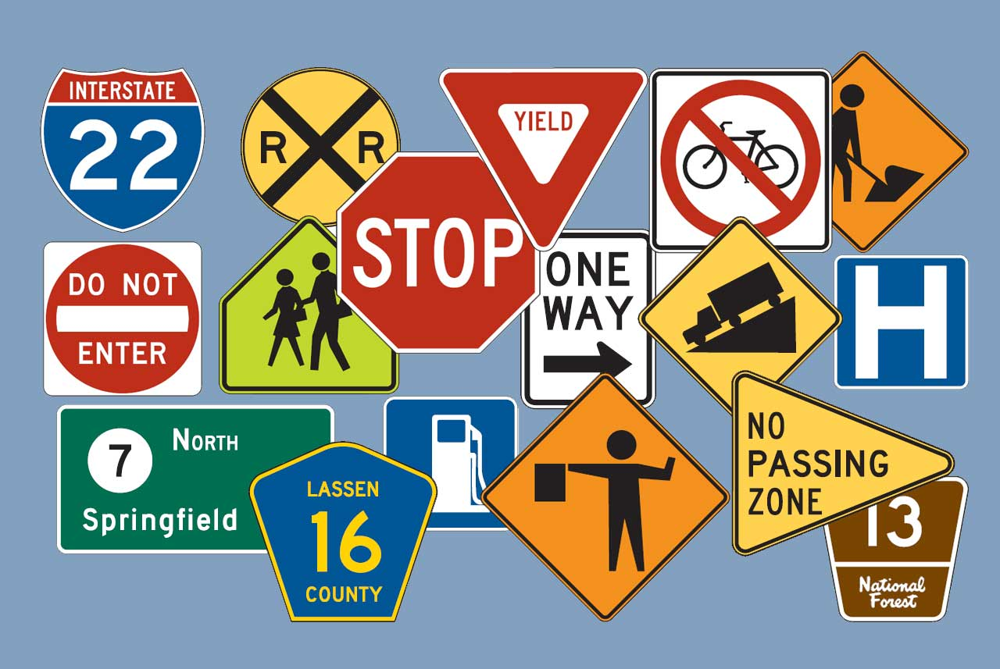 INTERSTATE
22
R R
STOP
YIELD
DO NOT
ENTER
ONE
WAY
H
7 NORTH
Springfield
LASSEN
16
COUNTY
NO
PASSING
ZONE
13
National
Forest